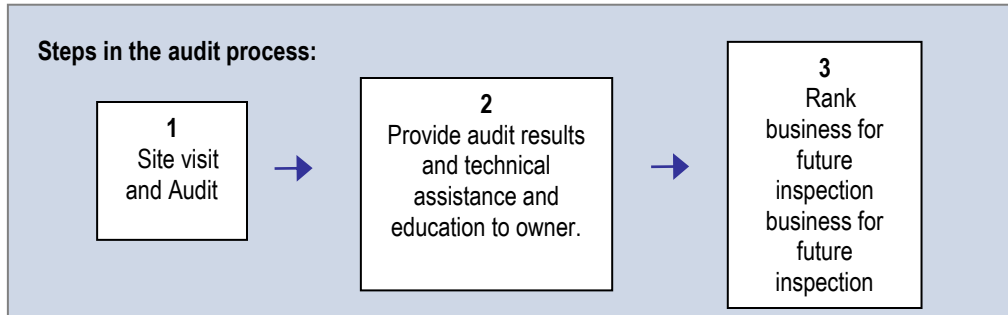 Steps in the audit process:
1
Site visit
and Audit
2
Provide audit results
and technical
assistance and
education to owner.
3
Rank
business for
future
inspection
business for
future
inspection